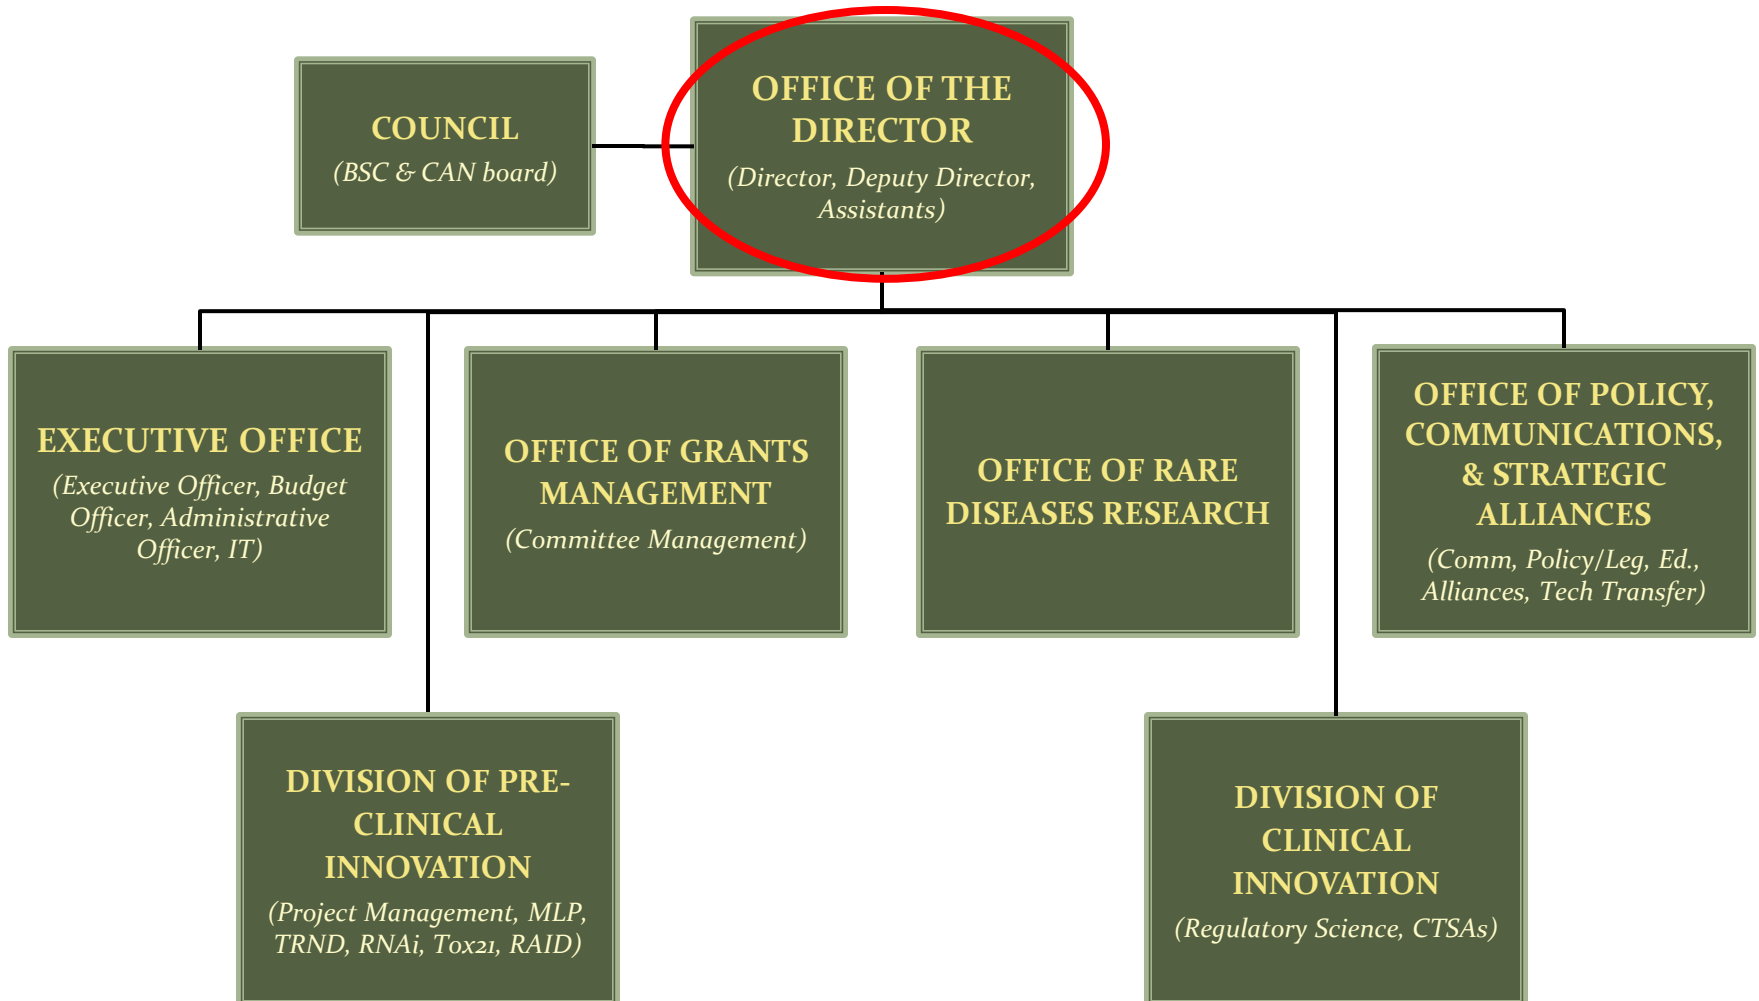 COUNCIL
(BSC & CAN board)
OFFICE OF THE
DIRECTOR
(Director, Deputy Director,
Assistants)
EXECUTIVE OFFICE
(Executive Officer, Budget
Officer, Administrative
Officer, IT)
OFFICE OF GRANTS
MANAGEMENT
(Committee Management)
OFFICE OF RARE
DISEASES RESEARCH
OFFICE OF POLICY,
COMMUNICATIONS,
& STRATEGIC
ALLIANCES
(Comm, Policy/Leg, Ed.,
Alliances, Tech Transfer)
DIVISION OF PRE-
CLINICAL
INNOVATION
(Project Management, MLP,
TRND, RNAi, Tox21, RAID)
DIVISION OF
CLINICAL
INNOVATION
(Regulatory Science, CTSAs)